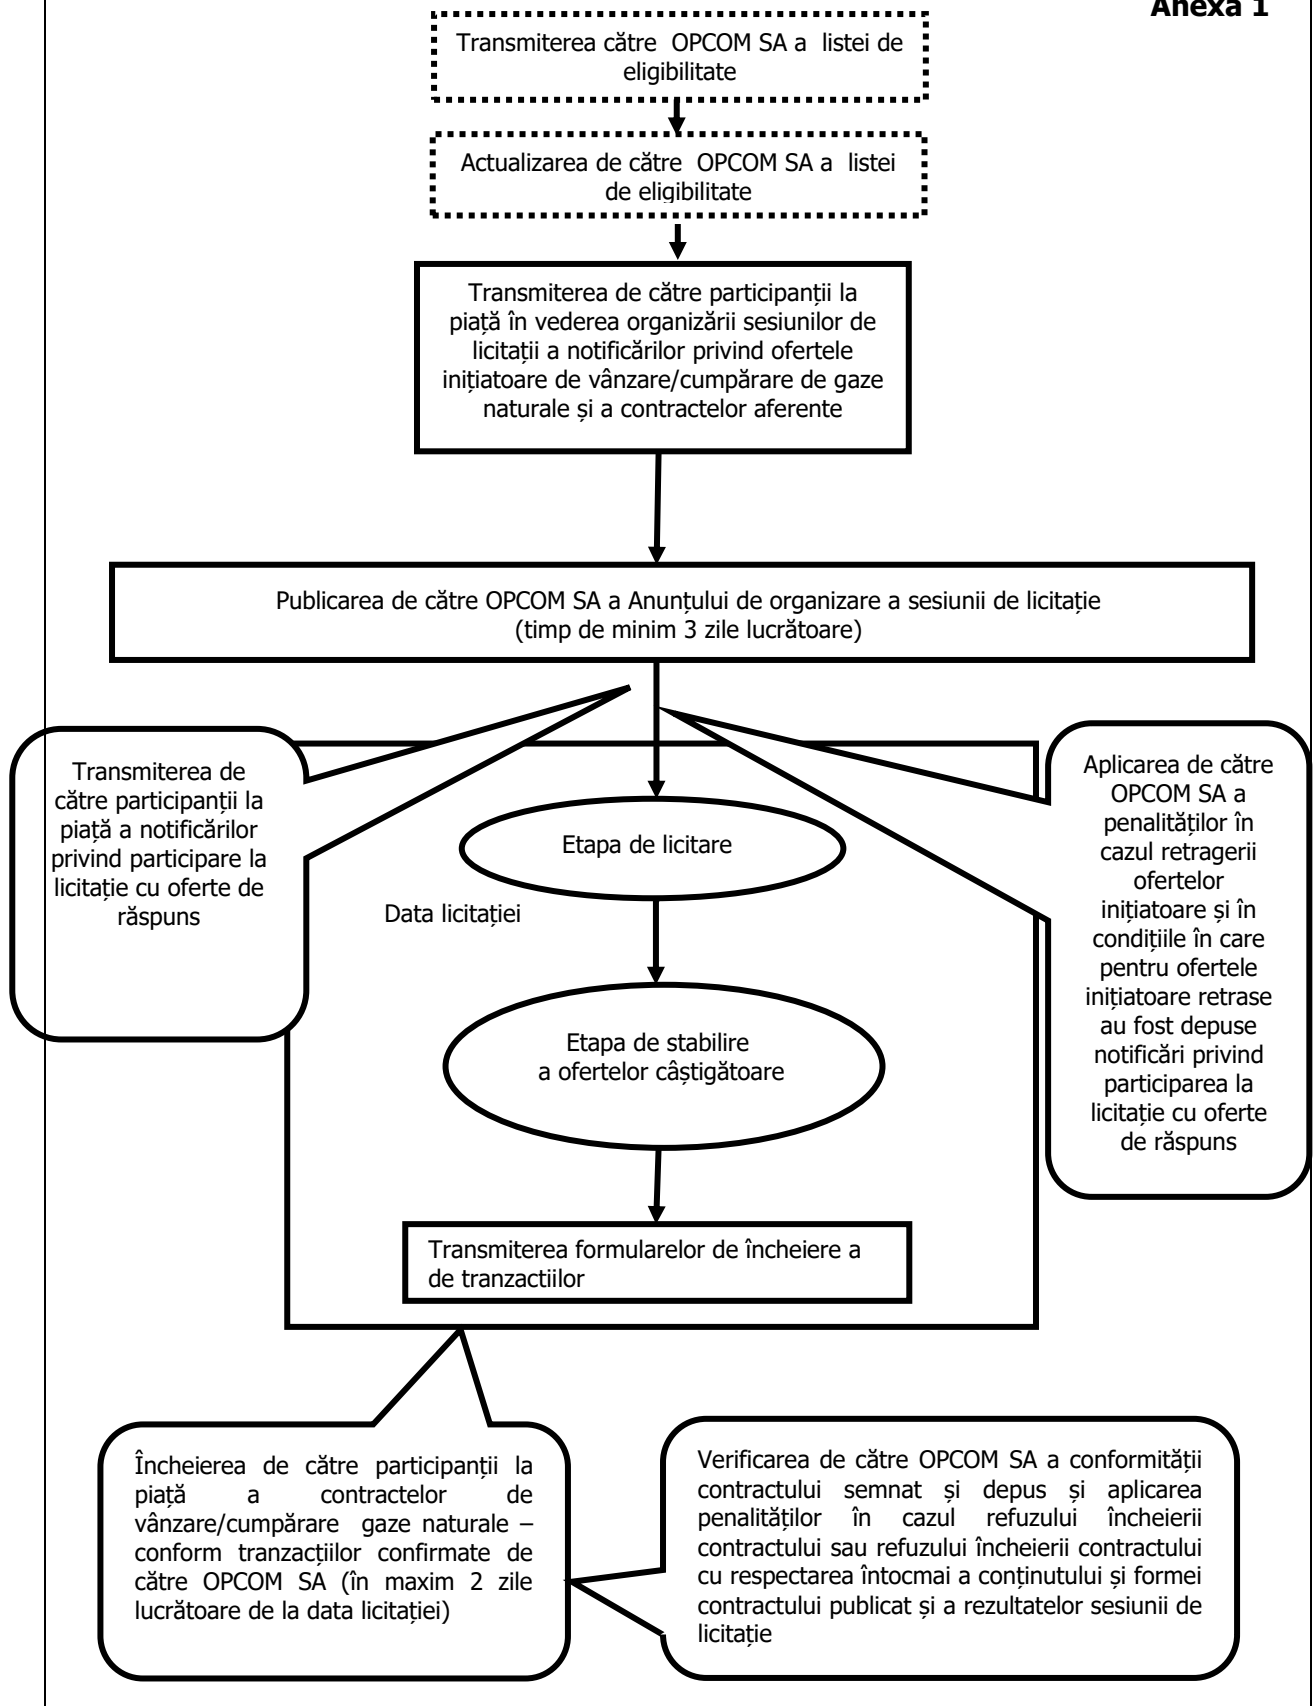 Anexa 1
Transmiterea către OPCOM SA a listei de
eligibilitate
Actualizarea de către OPCOM SA a listei
de eligibilitate
Transmiterea de către participanții la
piață în vederea organizării sesiunilor de
licitații a notificărilor privind ofertele
inițiatoare de vânzare/cumpărare de gaze
naturale și a contractelor aferente
Publicarea de către OPCOM SA a Anunțului de organizare a sesiunii de licitație
(timp de minim 3 zile lucrătoare)
Transmiterea de
către participanții la
piață a notificărilor
privind participare la
licitație cu oferte de
răspuns
Aplicarea de către
OPCOM SA a
penalităților în
cazul retragerii
ofertelor
inițiatoare și în
condițiile în care
pentru ofertele
inițiatoare retrase
au fost depuse
notificări privind
participarea la
licitație cu oferte
de răspuns
Etapa de licitare
Data licitației
Etapa de stabilire
a ofertelor câștigătoare
Transmiterea formularelor de încheiere a
de tranzactiilor
Încheierea de către participanții la
piață a contractelor de
vânzare/cumpărare gaze naturale –
conform tranzacțiilor confirmate de
către OPCOM SA (în maxim 2 zile
lucrătoare de la data licitației)
Verificarea de către OPCOM SA a conformității
contractului semnat și depus și aplicarea
penalităților în cazul refuzului încheierii
contractului sau refuzului încheierii contractului
cu respectarea întocmai a conținutului și formei
contractului publicat și a rezultatelor sesiunii de
licitație